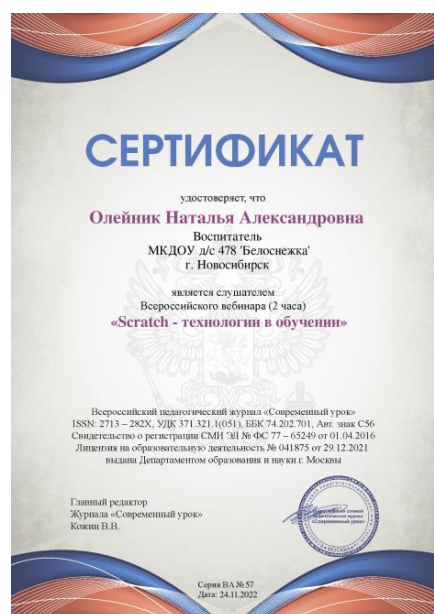 СЕРТИФИКАТ
удостоверяет, что
Олейник Наталья Александровна
Воспитатель
МКДОУ д/с 478 'Белоснежка'
г. Новосибирск
является слушателем
Всероссийского вебинара (2 часа)
«Scratch - технологии в обучении»
Всероссийский педагогический журнал «Современный урок»
ISSN: 2713 – 282X, УДК 371.321.1(051), ББК 74.202.701, Авт. знак С56
Свидетельство о регистрации СМИ ЭЛ № ФС 77 – 65249 от 01.04.2016
Лицензия на образовательную деятельность № 041875 от 29.12.2021
выдана Департаментом образования и науки г. Москвы
Главный редактор
Журнала «Современный урок»
Кожин В.В.
«Современный урок»
Серия ВА № 57
Дата: 24.11.2022